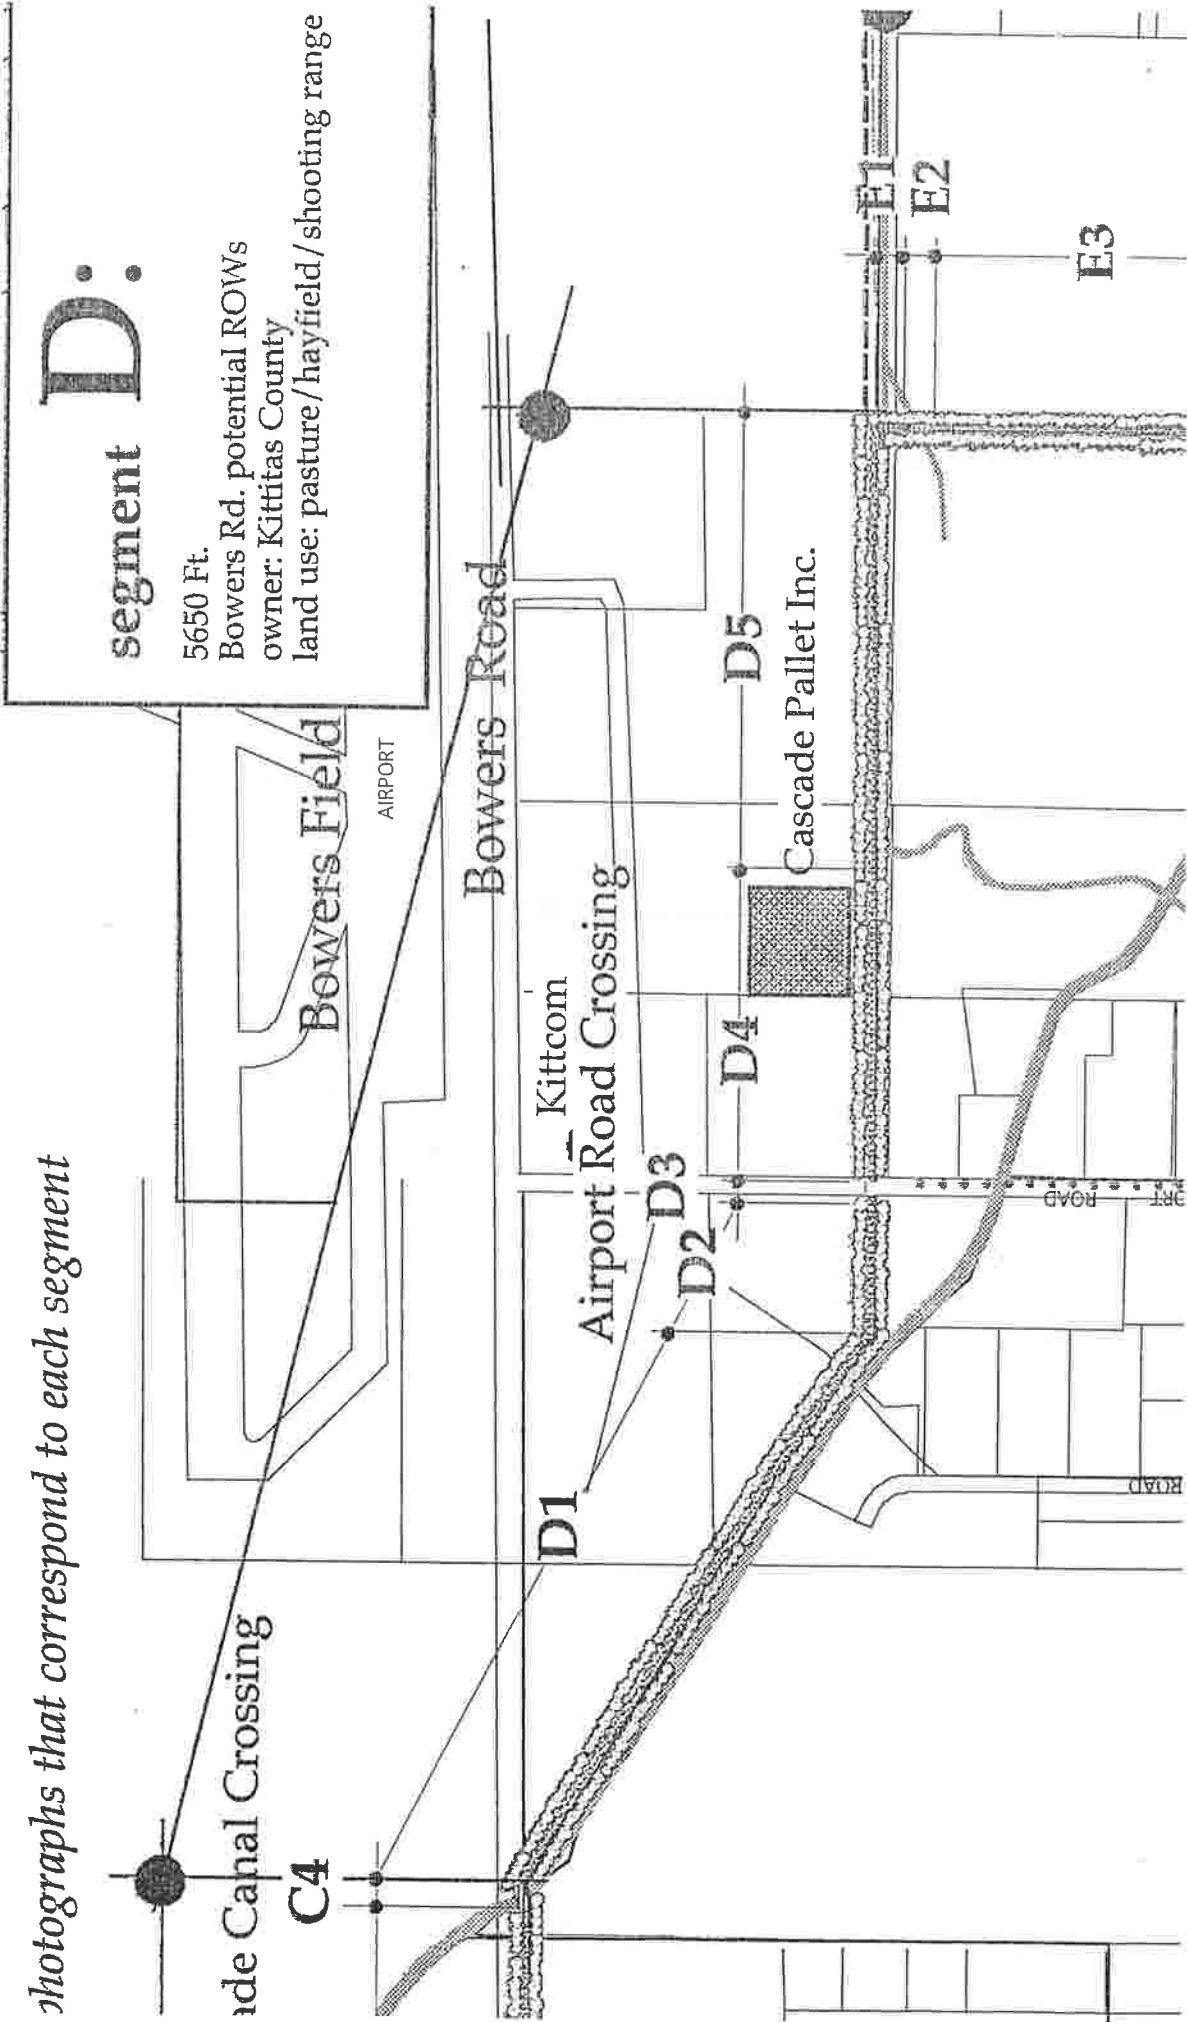 photographs that correspond to each segment
segment D:
5650 Ft.
Bowers Rd. potential ROWs
owner: Kittitas County
land use: pasture/hayfield/shooting range
Bowers Field
AIRPORT
Bowers Road
Canal Crossing
C4
D1
Kittcom
Airport Road Crossing
D3
D2
D4
D5
Cascade Pallet Inc.
E1
E2
E3
ROAD
ROAD